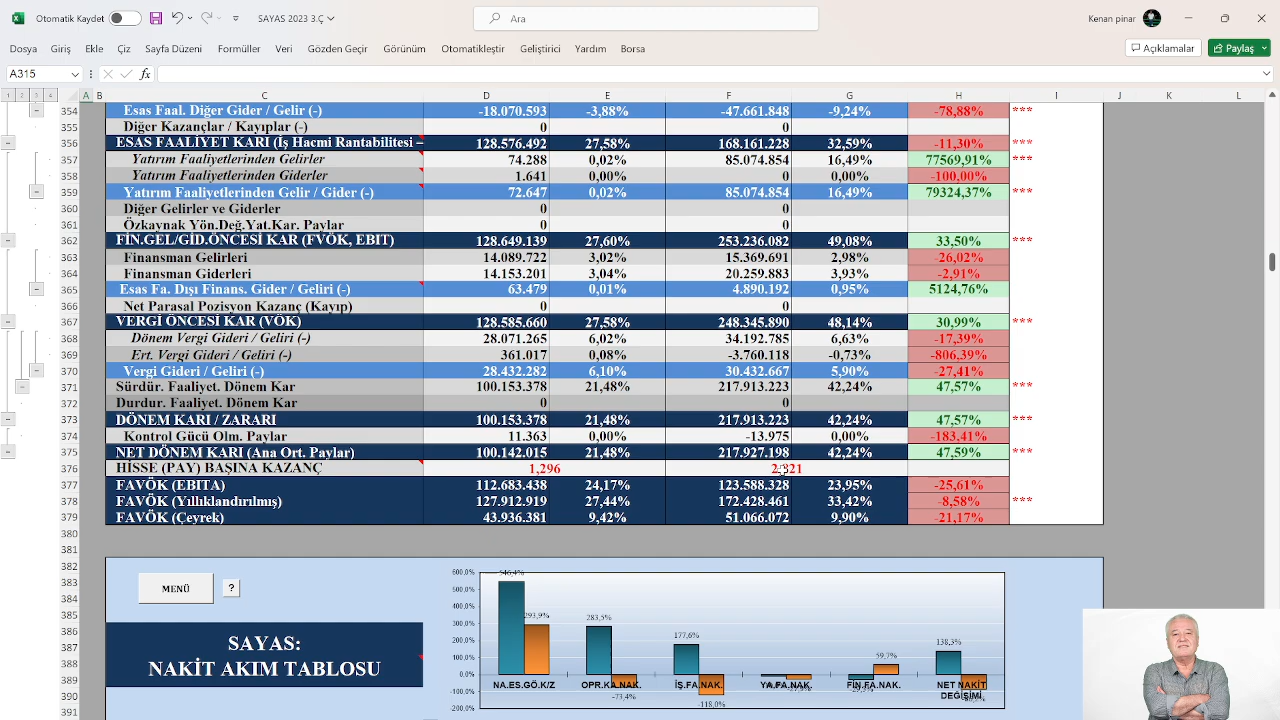 Otomatik Kaydet SAYAS 2023 3.Ç Ara Kenan pinar
Dosya Giriş Ekle Çiz Sayfa Düzeni Formüller Veri Gözden Geçir Görünüm Otomatikleştir Geliştirici Yardım Borsa Açıklamalar Paylaş
A315 fx
1 2 3 4 A B C D E F G H I J K L
354 Esas Faal. Diğer Gider / Gelir (-) -18.070.593 -3,88% -47.661.848 -9,24% -78,88% ***
355 Diğer Kazançlar / Kayıplar (-) 0 0
ESAS FAALİYET KARI (İş Hacmi Rantabilitesi – 128.576.492 27,58% 168.161.228 32,59% -11,30% ***
357 Yatırım Faaliyetlerinden Gelirler 74.288 0,02% 85.074.854 16,49% 77569,91% ***
358 Yatırım Faaliyetlerinden Giderler 1.641 0,00% 0 0,00% -100,00%
359 Yatırım Faaliyetlerinden Gelir / Gider (-) 72.647 0,02% 85.074.854 16,49% 79324,37% ***
360 Diğer Gelirler ve Giderler 0 0
361 Özkaynak Yön.Değ.Yat.Kar. Paylar 0 0
362 FİN.GEL/GİD.ÖNCESİ KAR (FVÖK, EBIT) 128.649.139 27,60% 253.236.082 49,08% 33,50% ***
363 Finansman Gelirleri 14.089.722 3,02% 15.369.691 2,98% -26,02%
364 Finansman Giderleri 14.153.201 3,04% 20.259.883 3,93% -2,91%
365 Esas Fa. Dışı Finans. Gider / Geliri (-) 63.479 0,01% 4.890.192 0,95% 5124,76%
366 Net Parasal Pozisyon Kazanç (Kayıp) 0 0
367 VERGİ ÖNCESİ KAR (VÖK) 128.585.660 27,58% 248.345.890 48,14% 30,99% ***
368 Dönem Vergi Gideri / Geliri (-) 28.071.265 6,02% 34.192.785 6,63% -17,39%
369 Ert. Vergi Gideri / Geliri (-) 361.017 0,08% -3.760.118 -0,73% -806,39%
370 Vergi Gideri / Geliri (-) 28.432.282 6,10% 30.432.667 5,90% -27,41%
371 Sürdür. Faaliyet. Dönem Kar 100.153.378 21,48% 217.913.223 42,24% 47,57% ***
372 Durdur. Faaliyet. Dönem Kar 0 0
373 DÖNEM KARI / ZARARI 100.153.378 21,48% 217.913.223 42,24% 47,57% ***
374 Kontrol Gücü Olm. Paylar 11.363 0,00% -13.975 0,00% -183,41%
375 NET DÖNEM KARI (Ana Ort. Paylar) 100.142.015 21,48% 217.927.198 42,24% 47,59% ***
376 HİSSE (PAY) BAŞINA KAZANÇ 1,296
377 FAVÖK (EBITA) 112.683.438 24,17% 123.588.328 23,95% -25,61%
378 FAVÖK (Yıllıklandırılmış) 127.912.919 27,44% 172.428.461 33,42% -8,58% ***
379 FAVÖK (Çeyrek) 43.936.381 9,42% 51.066.072 9,90% -21,17%
380
381
382
383
384
385
386
387
388
389
390
391
MENÜ ?
SAYAS:
NAKİT AKIM TABLOSU
600,0%
500,0%
400,0%
300,0%
200,0%
100,0%
0,0%
-100,0%
-200,0%
546,4% 293,9% 283,5% -73,4% 177,6% -118,0% 59,7% 138,3%
NA.ES.GÖ.K/Z OPR.KA.NAK. İŞ.FA.NAK. YA.FA.NAK. FİN.FA.NAK. NET NAKİT
DEĞİŞİMİ